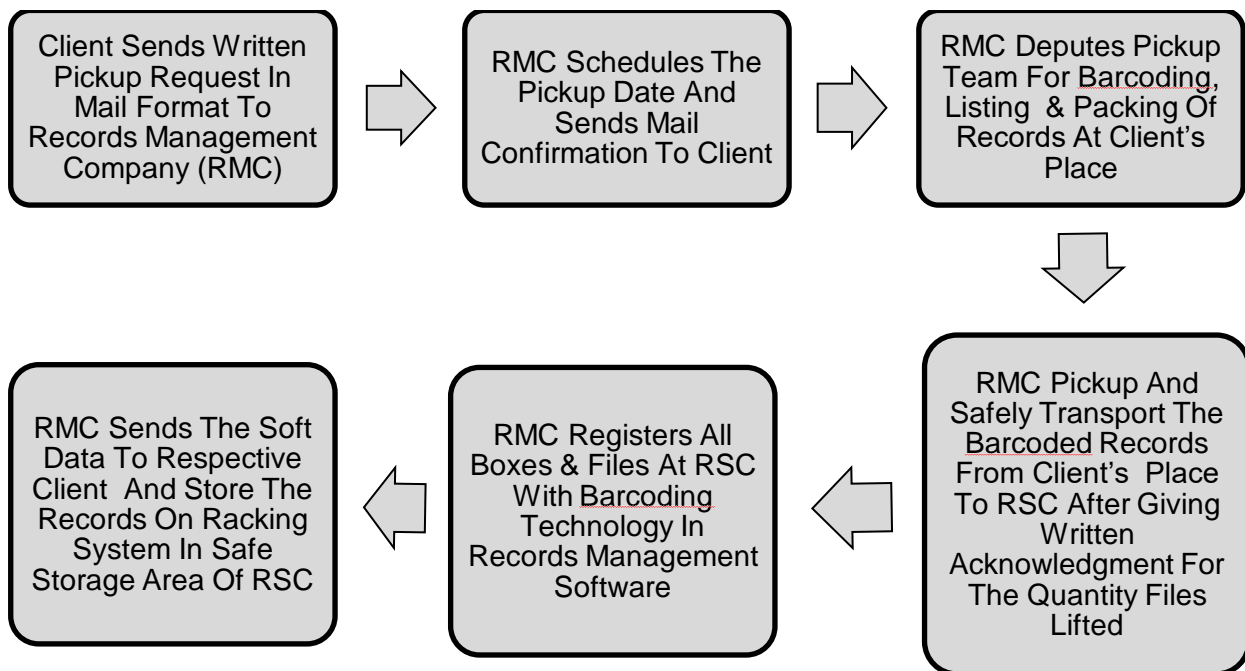 Client Sends Written
Pickup Request In
Mail Format To
Records Management
Company (RMC)
RMC Schedules The
Pickup Date And
Sends Mail
Confirmation To Client
RMC Deputes Pickup
Team For Barcoding,
Listing & Packing Of
Records At Client's
Place
RMC Pickup And
Safely Transport The
Barcoded Records
From Client's Place
To RSC After Giving
Written
Acknowledgment For
The Quantity Files
Lifted
RMC Registers All
Boxes & Files At RSC
With Barcoding
Technology In
Records Management
Software
RMC Sends The Soft
Data To Respective
Client And Store The
Records On Racking
System In Safe
Storage Area Of RSC